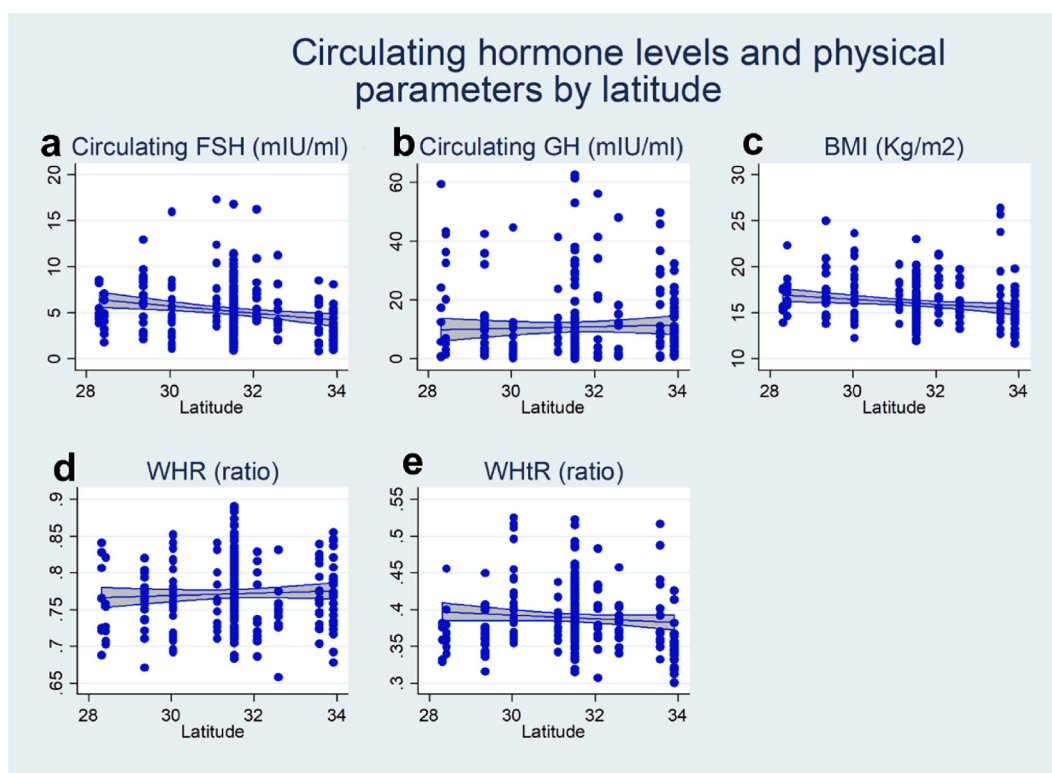 Circulating hormone levels and physical
parameters by latitude
a Circulating FSH (mIU/ml)
20
15
10
5
0
28 30 32 34
Latitude
b Circulating GH (mIU/ml)
60
40
20
0
28 30 32 34
Latitude
c BMI (Kg/m2)
30
25
20
15
10
28 30 32 34
Latitude
d WHR (ratio)
.9
.85
.8
.75
.7
.65
28 30 32 34
Latitude
e WHtR (ratio)
.55
.5
.45
.4
.35
.3
28 30 32 34
Latitude